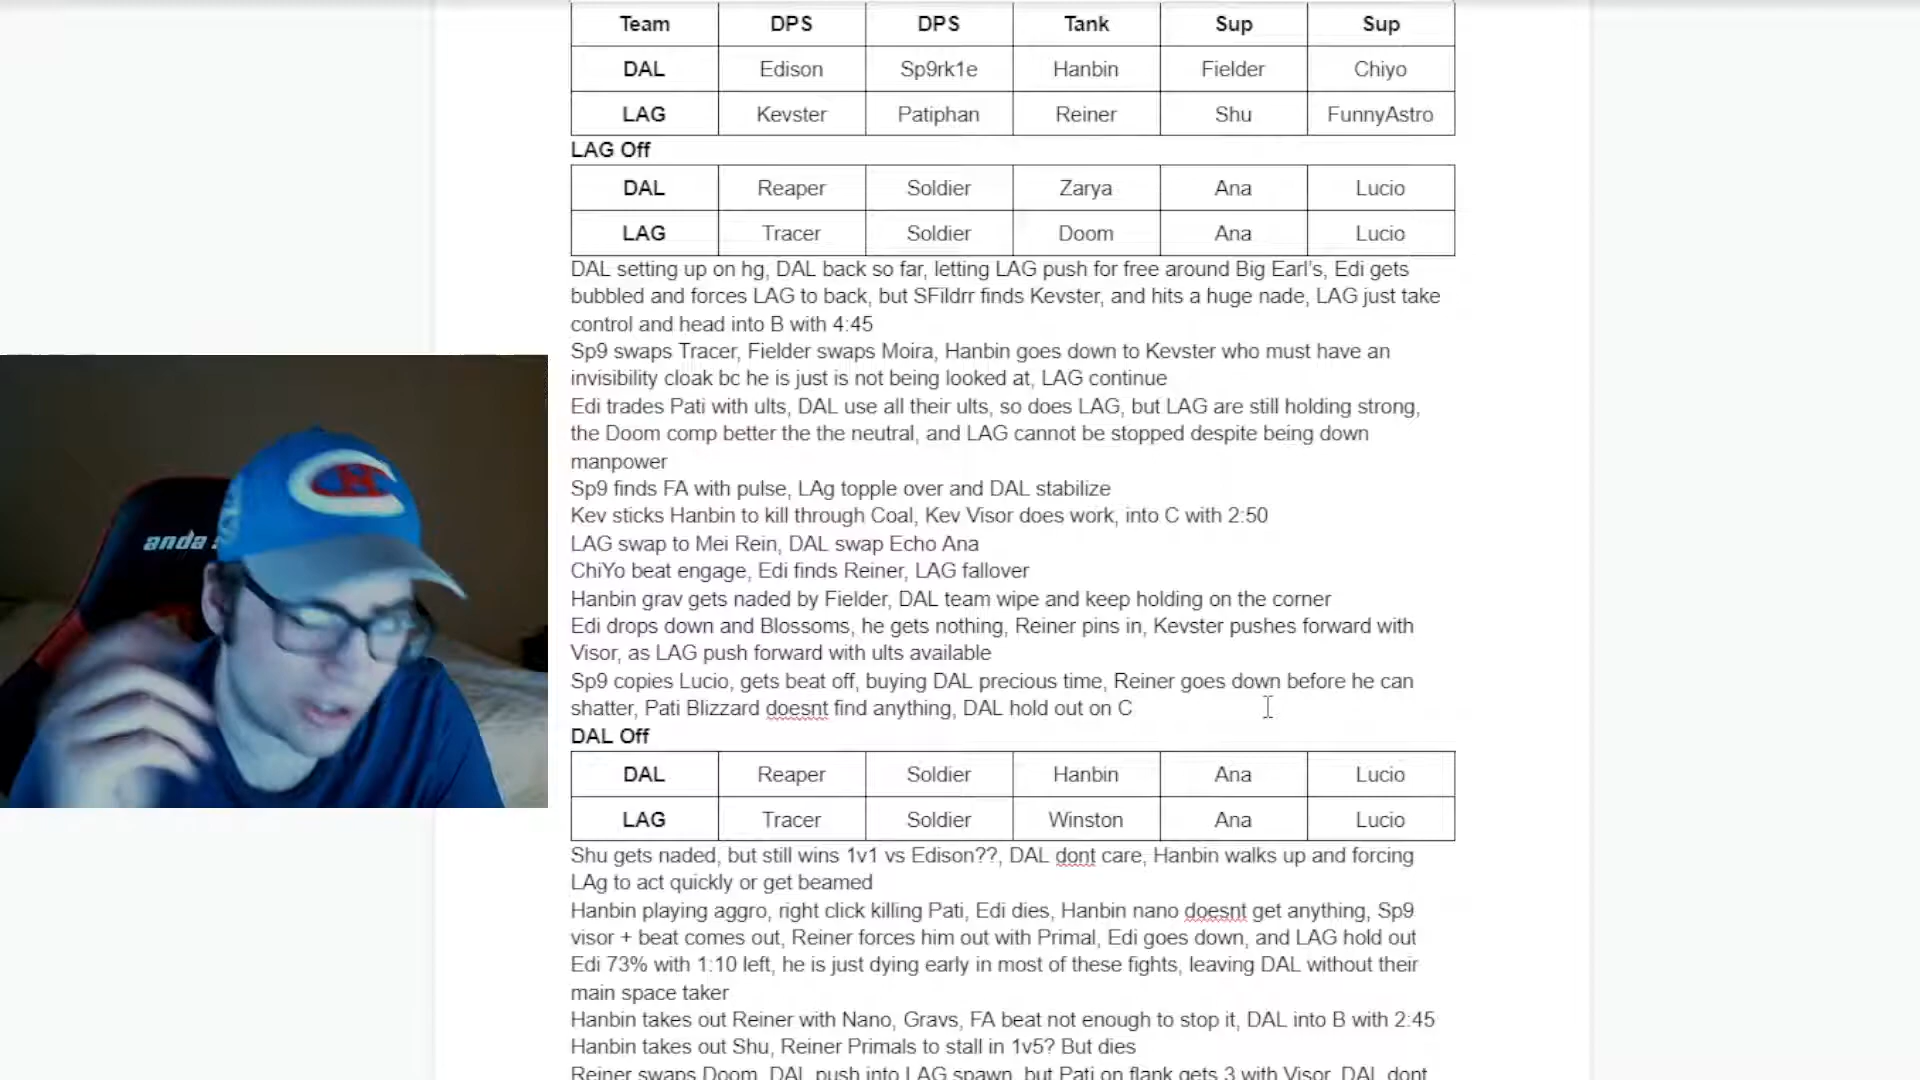 Team DPS DPS Tank Sup Sup
DAL Edison Sp9rk1e Hanbin Fielder Chiyo
LAG Kevster Patiphan Reiner Shu FunnyAstro
LAG Off
DAL Reaper Soldier Zarya Ana Lucio
LAG Tracer Soldier Doom Ana Lucio
DAL setting up on hg, DAL back so far, letting LAG push for free around Big Earl's, Edi gets
bubbled and forces LAG to back, but SFildrr finds Kevster, and hits a huge nade, LAG just take
control and head into B with 4:45
Sp9 swaps Tracer, Fielder swaps Moira, Hanbin goes down to Kevster who must have an
invisibility cloak bc he is just is not being looked at, LAG continue
Edi trades Pati with ults, DAL use all their ults, so does LAG, but LAG are still holding strong,
the Doom comp better the the neutral, and LAG cannot be stopped despite being down
manpower
Sp9 finds FA with pulse, LAg topple over and DAL stabilize
Kev sticks Hanbin to kill through Coal, Kev Visor does work, into C with 2:50
LAG swap to Mei Rein, DAL swap Echo Ana
ChiYo beat engage, Edi finds Reiner, LAG fallover
Hanbin grav gets naded by Fielder, DAL team wipe and keep holding on the corner
Edi drops down and Blossoms, he gets nothing, Reiner pins in, Kevster pushes forward with
Visor, as LAG push forward with ults available
Sp9 copies Lucio, gets beat off, buying DAL precious time, Reiner goes down before he can
shatter, Pati Blizzard doesnt find anything, DAL hold out on C
DAL Off
DAL Reaper Soldier Hanbin Ana Lucio
LAG Tracer Soldier Winston Ana Lucio
Shu gets naded, but still wins 1v1 vs Edison??, DAL dont care, Hanbin walks up and forcing
LAg to act quickly or get beamed
Hanbin playing aggro, right click killing Pati, Edi dies, Hanbin nano doesnt get anything, Sp9
visor + beat comes out, Reiner forces him out with Primal, Edi goes down, and LAG hold out
Edi 73% with 1:10 left, he is just dying early in most of these fights, leaving DAL without their
main space taker
Hanbin takes out Reiner with Nano, Gravs, FA beat not enough to stop it, DAL into B with 2:45
Hanbin takes out Shu, Reiner Primals to stall in 1v5? But dies
Reiner swaps Doom, DAL push into LAG spawn, but Pati on flank gets 3 with Visor, DAL dont
anda